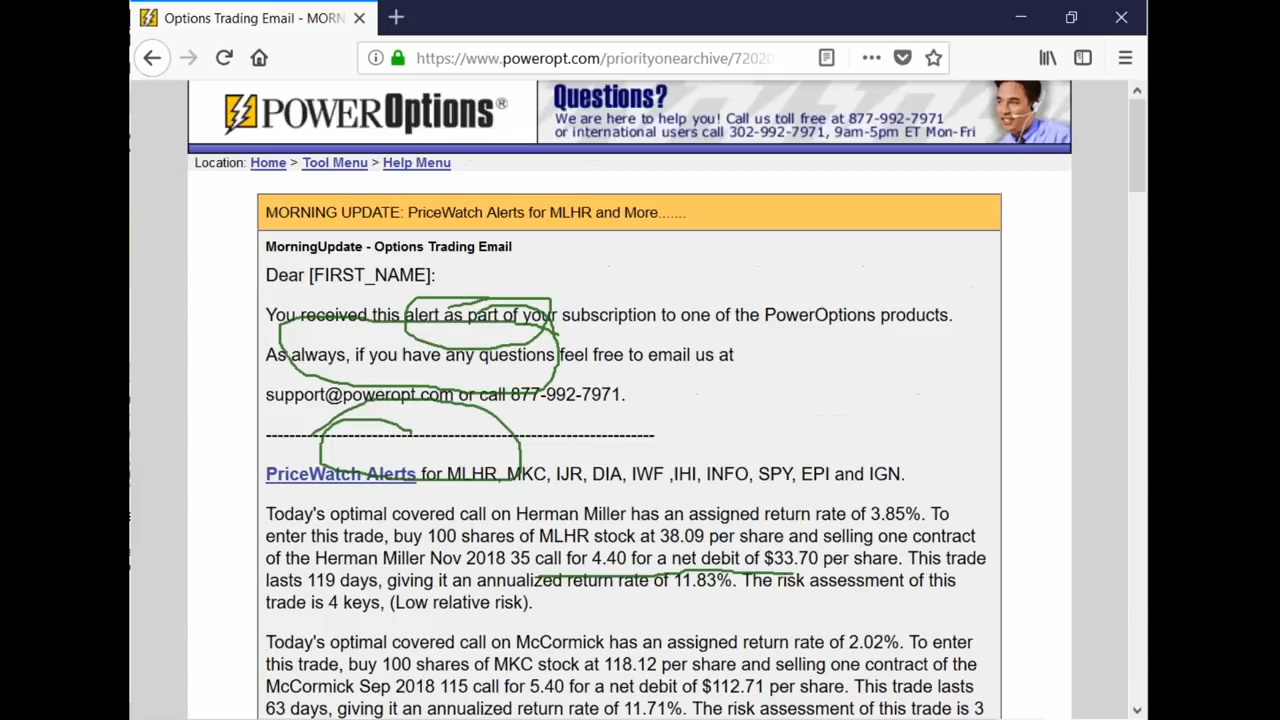 Options Trading Email - MORN
https://www.poweropt.com/priorityonearchive/72020
POWEROptions®
Questions?
We are here to help you! Call us toll free at 877-992-7971
or international users call 302-992-7971, 9am-5pm ET Mon-Fri
Location: Home > Tool Menu > Help Menu
MORNING UPDATE: PriceWatch Alerts for MLHR and More.......
MorningUpdate - Options Trading Email
Dear [FIRST_NAME]:
You received this alert as part of your subscription to one of the PowerOptions products.
As always, if you have any questions feel free to email us at
support@poweropt.com or call 877-992-7971.
------------------------------------------------------------------
PriceWatch Alerts for MLHR, MKC, IJR, DIA, IWF ,IHI, INFO, SPY, EPI and IGN.
Today's optimal covered call on Herman Miller has an assigned return rate of 3.85%. To
enter this trade, buy 100 shares of MLHR stock at 38.09 per share and selling one contract
of the Herman Miller Nov 2018 35 call for 4.40 for a net debit of $33.70 per share. This trade
lasts 119 days, giving it an annualized return rate of 11.83%. The risk assessment of this
trade is 4 keys, (Low relative risk).
Today's optimal covered call on McCormick has an assigned return rate of 2.02%. To enter
this trade, buy 100 shares of MKC stock at 118.12 per share and selling one contract of the
McCormick Sep 2018 115 call for 5.40 for a net debit of $112.71 per share. This trade lasts
63 days, giving it an annualized return rate of 11.71%. The risk assessment of this trade is 3